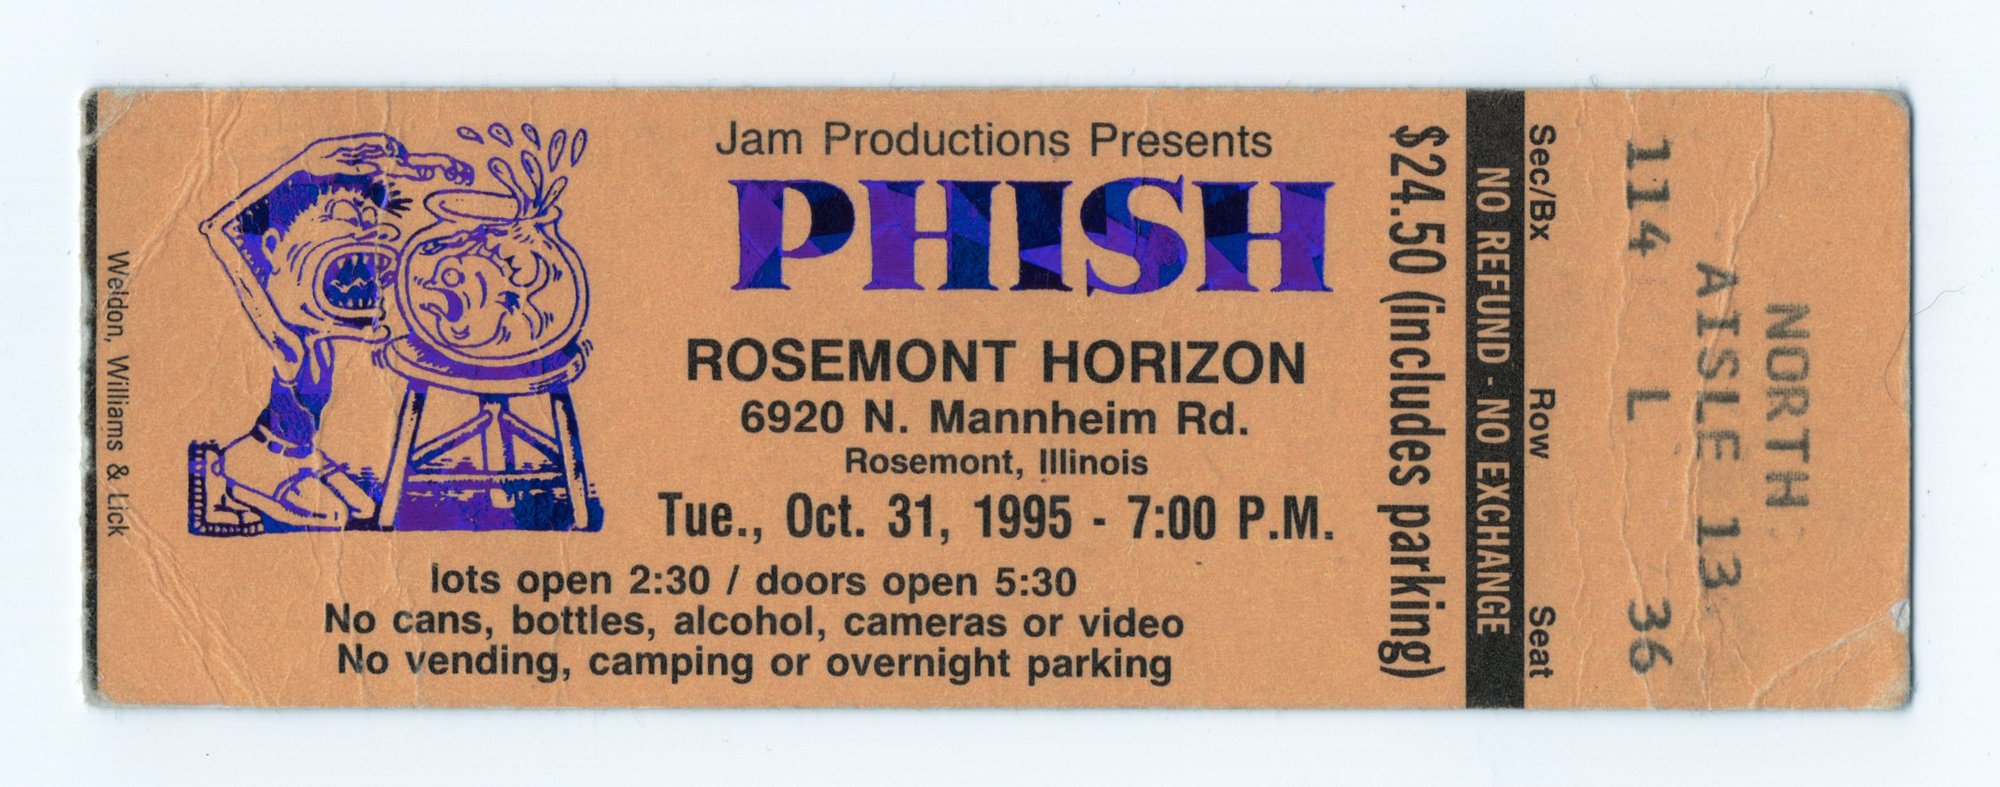 Weldon, Williams & Lick
Jam Productions Presents
PHISH
ROSEMONT HORIZON
6920 N. Mannheim Rd.
Rosemont, Illinois
Tue., Oct. 31, 1995 - 7:00 P.M.
lots open 2:30 / doors open 5:30
No cans, bottles, alcohol, cameras or video
No vending, camping or overnight parking
$24.50 (includes parking)
NO REFUND - NO EXCHANGE
Sec/Bx Row Seat
114 L 36
AISLE 13
NORTH